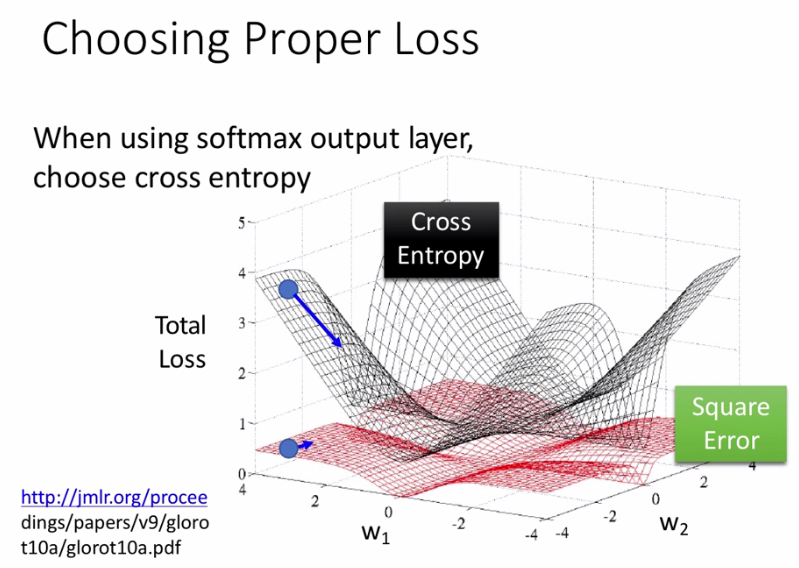 Choosing Proper Loss
When using softmax output layer,
choose cross entropy
Cross
Entropy
Total
Loss
5
4
3
2
1
0
Square
Error
4
2
0
-2
-4
w1
-4
-2
0
2
4
w2
http://jmlr.org/procee
dings/papers/v9/gloro
t10a/glorot10a.pdf